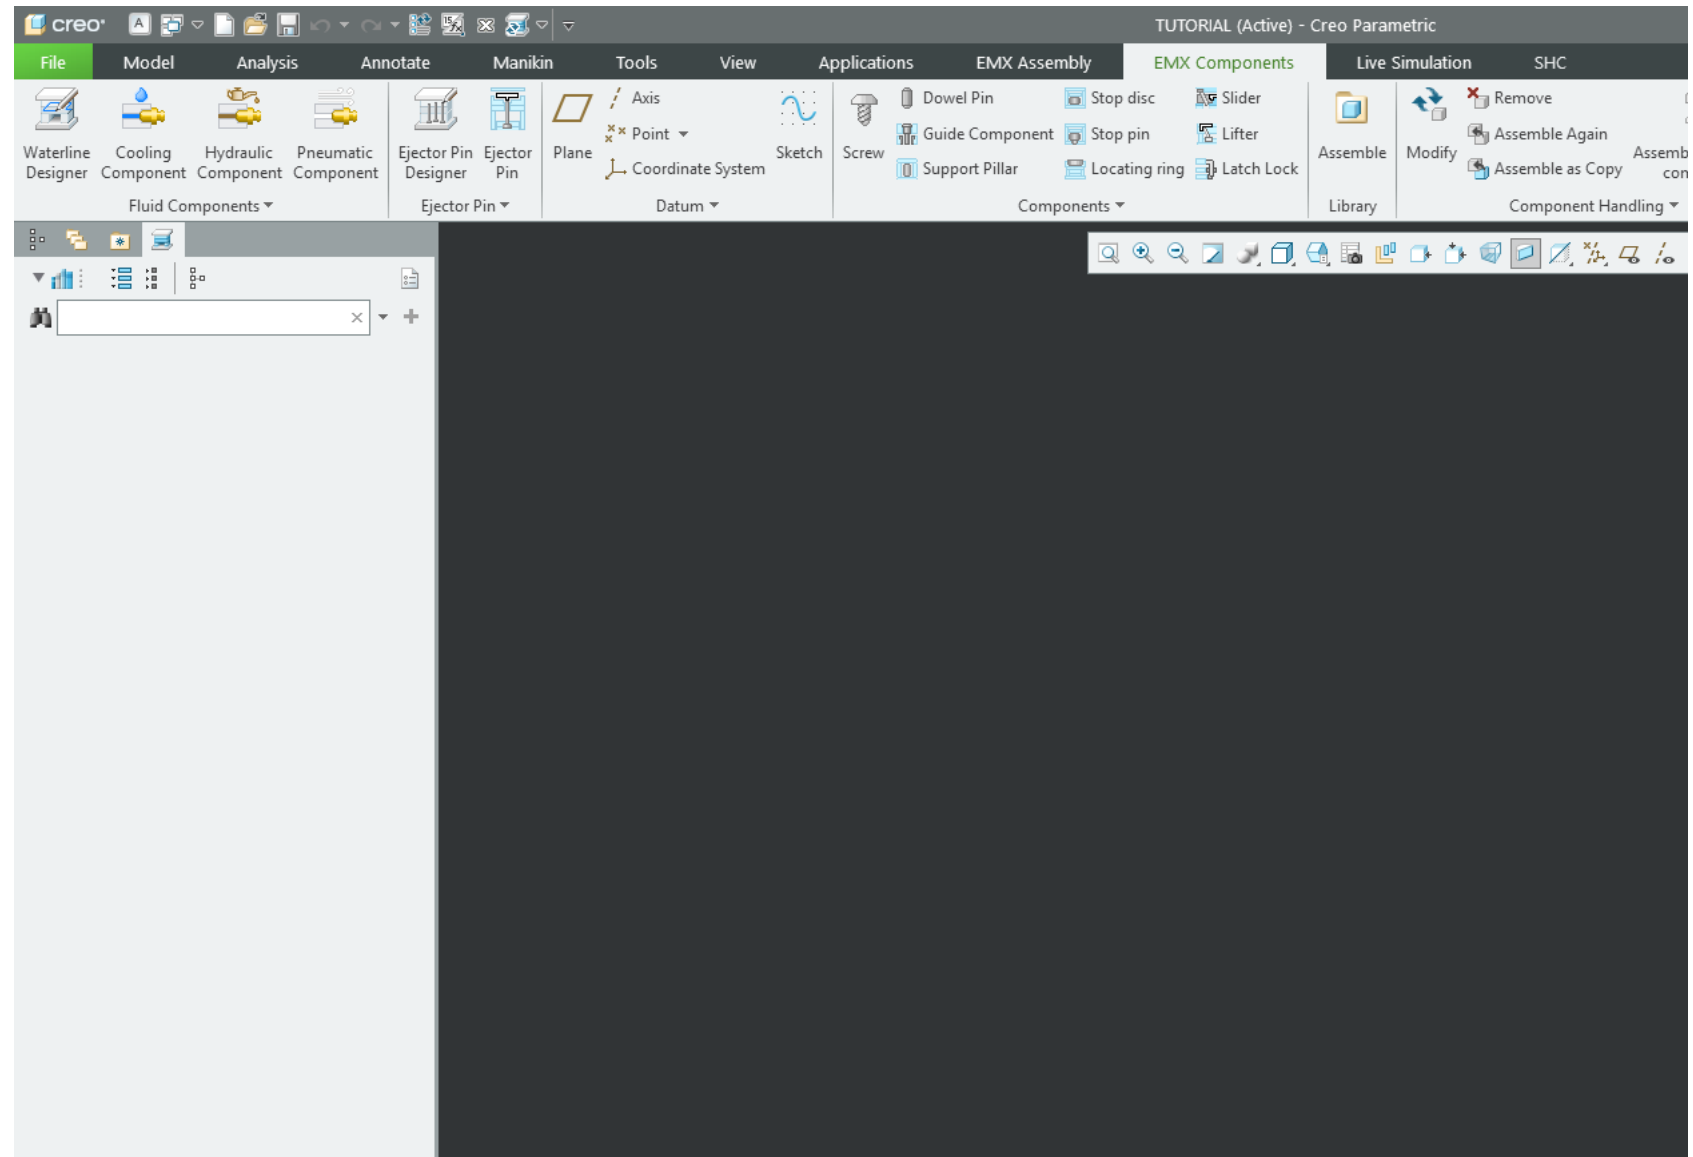 creo
TUTORIAL (Active) - Creo Parametric
File Model Analysis Annotate Manikin Tools View Applications EMX Assembly EMX Components Live Simulation SHC
Waterline Designer
Cooling Component
Hydraulic Component
Pneumatic Component
Fluid Components
Ejector Pin Designer
Ejector Pin
Ejector Pin
Plane
Axis
Point
Coordinate System
Sketch
Datum
Screw
Dowel Pin
Guide Component
Support Pillar
Stop disc
Stop pin
Locating ring
Slider
Lifter
Latch Lock
Components
Assemble
Library
Modify
Remove
Assemble Again
Assemble as Copy
Assemb
con
Component Handling